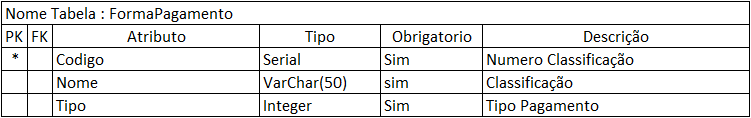 Nome Tabela : FormaPagamento
PK FK Atributo Tipo Obrigatorio Descrição
* Codigo Serial Sim Numero Classificação
Nome VarChar(50) sim Classificação
Tipo Integer Sim Tipo Pagamento